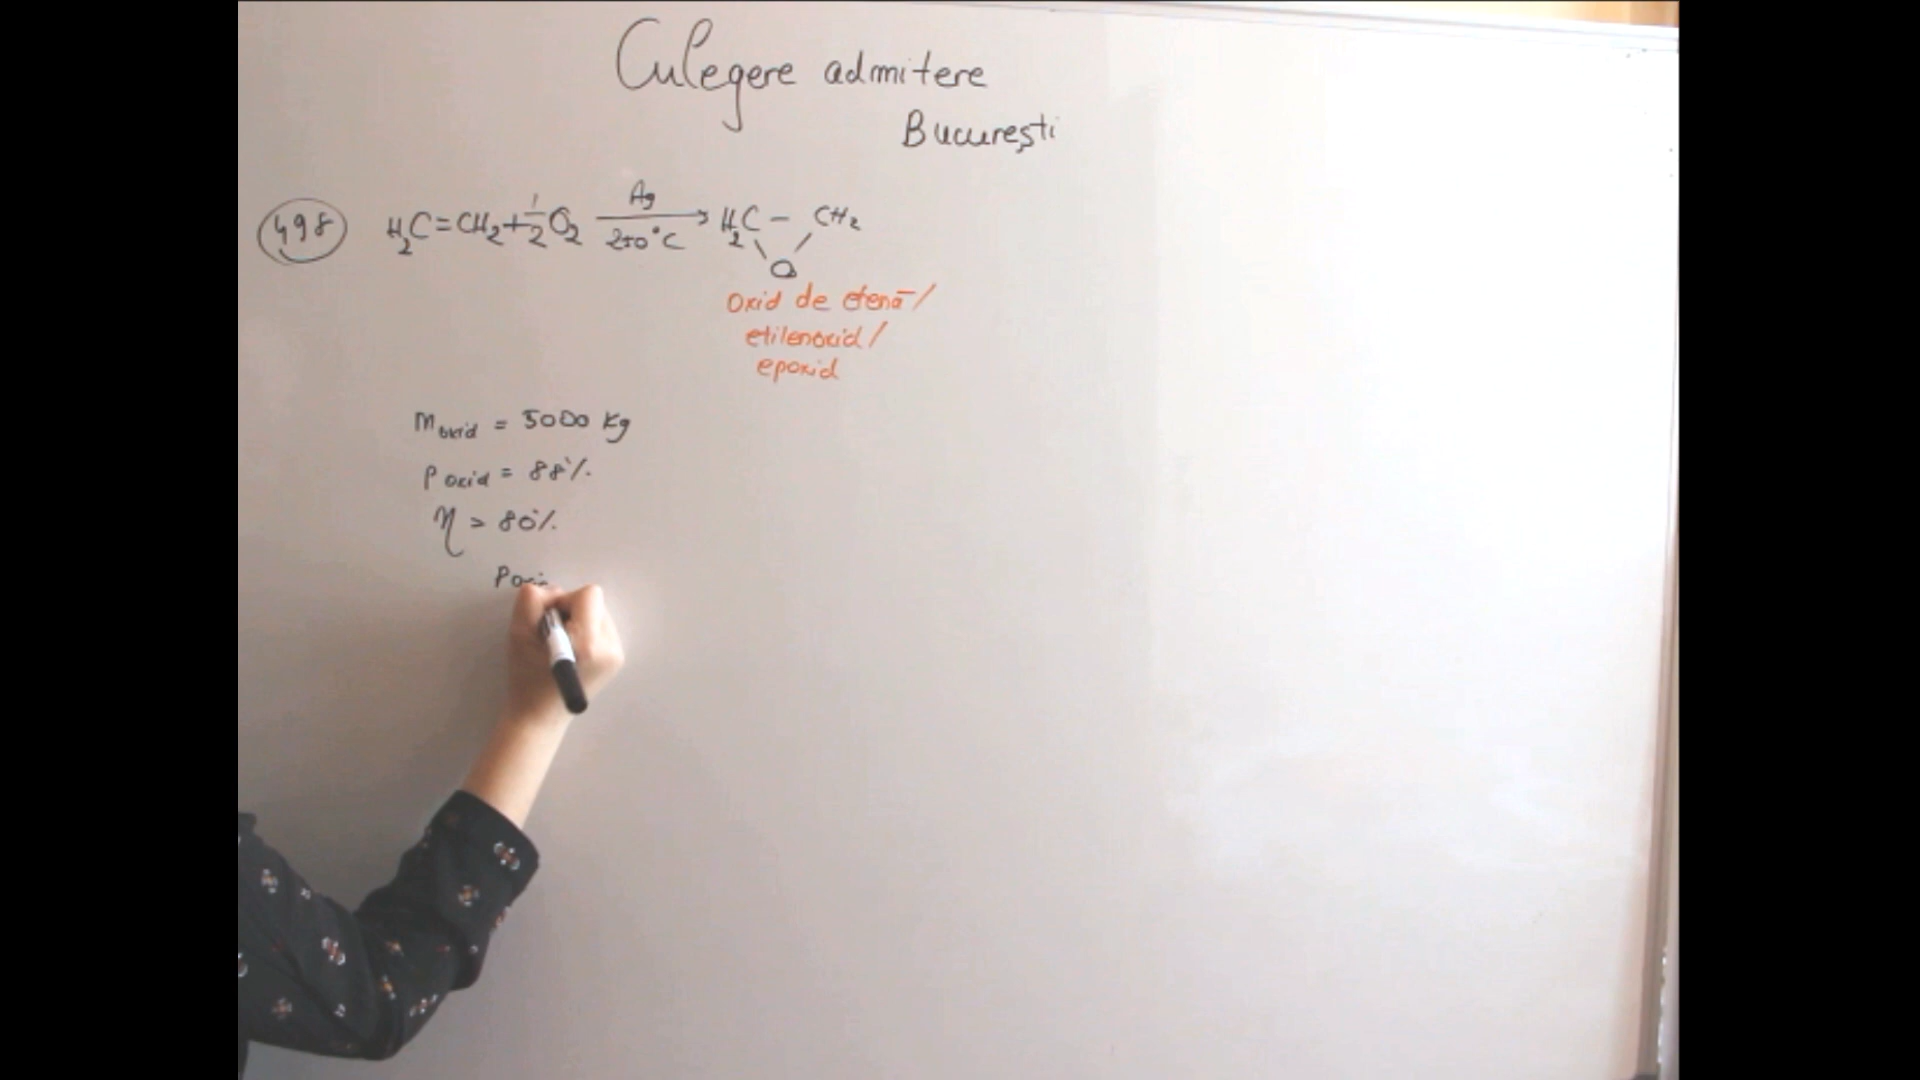 Culegere admitere
București
498 H₂C=CH₂+½O₂ Ag 250°C → H₂C – CH₂
O
oxid de etenă/
etilenoxid/
epoxid
m oxid = 5000 kg
P oxid = 88%
η = 80%